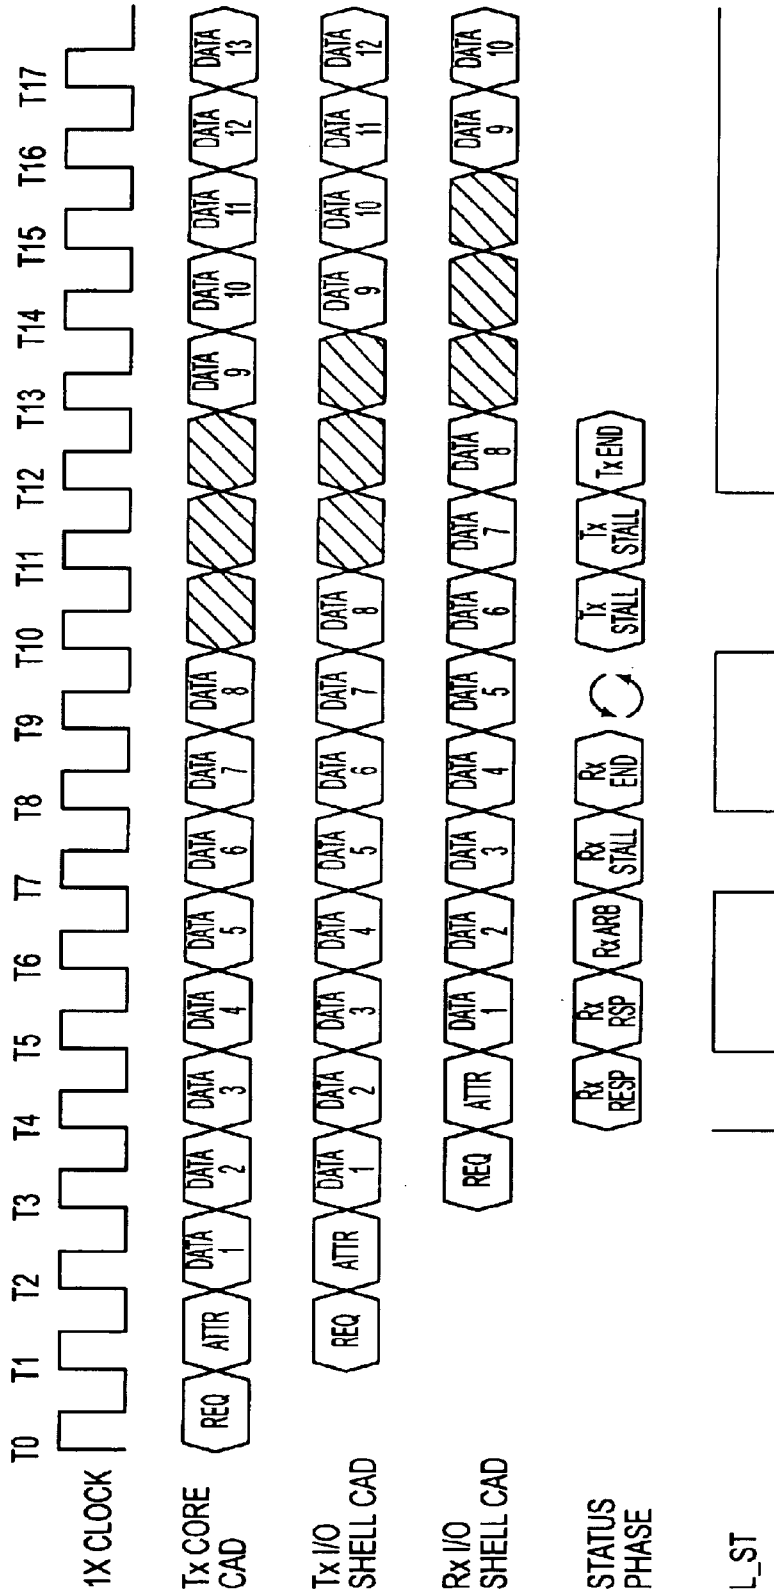 T0 T1 T2 T3 T4 T5 T6 T7 T8 T9 T10 T11 T12 T13 T14 T15 T16 T17
1X CLOCK
Tx CORE
CAD
REQ
ATTR
DATA
1
DATA
2
DATA
3
DATA
4
DATA
5
DATA
6
DATA
7
DATA
8
DATA
9
DATA
10
DATA
11
DATA
12
DATA
13
Tx I/O
SHELL CAD
REQ
ATTR
DATA
1
DATA
2
DATA
3
DATA
4
DATA
5
DATA
6
DATA
7
DATA
8
DATA
9
DATA
10
DATA
11
DATA
12
Rx I/O
SHELL CAD
REQ
ATTR
DATA
1
DATA
2
DATA
3
DATA
4
DATA
5
DATA
6
DATA
7
DATA
8
DATA
9
DATA
10
STATUS
PHASE
Rx
RESP
Rx
RSP
Rx ARB
Rx
STALL
Rx
END
Tx
STALL
Tx
STALL
Tx END
L_ST